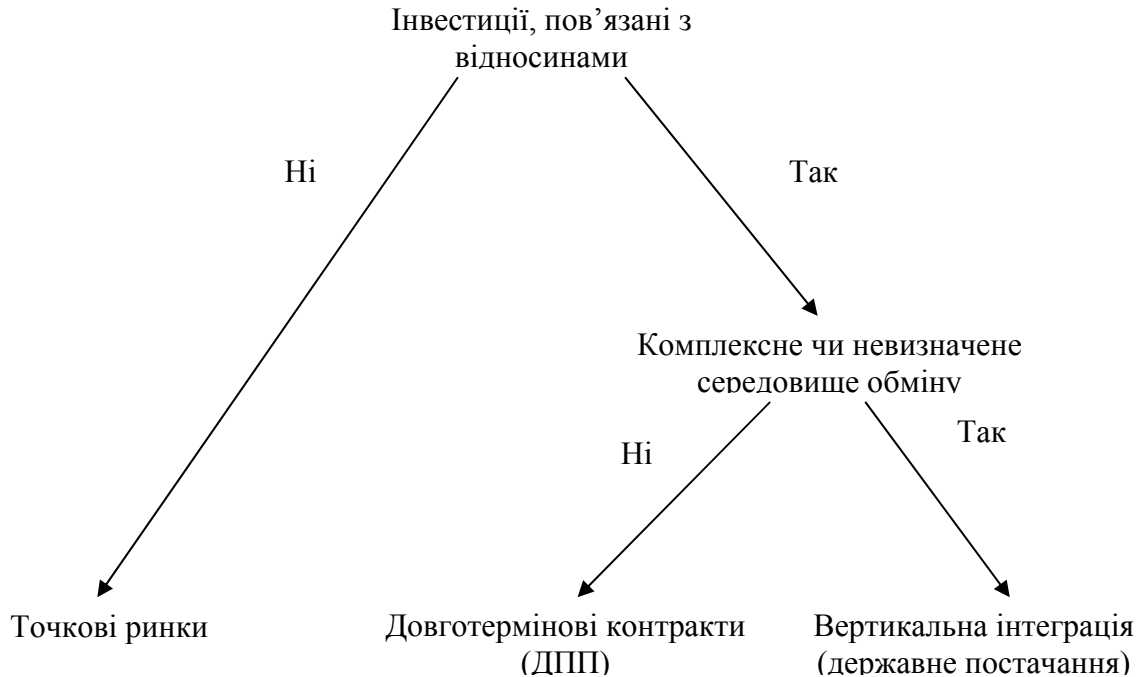 Інвестиції, пов’язані з
відносинами
Ні
Так
Комплексне чи невизначене
середовище обміну
Ні
Так
Точкові ринки
Довготермінові контракти
(ДПП)
Вертикальна інтеграція
(державне постачання)